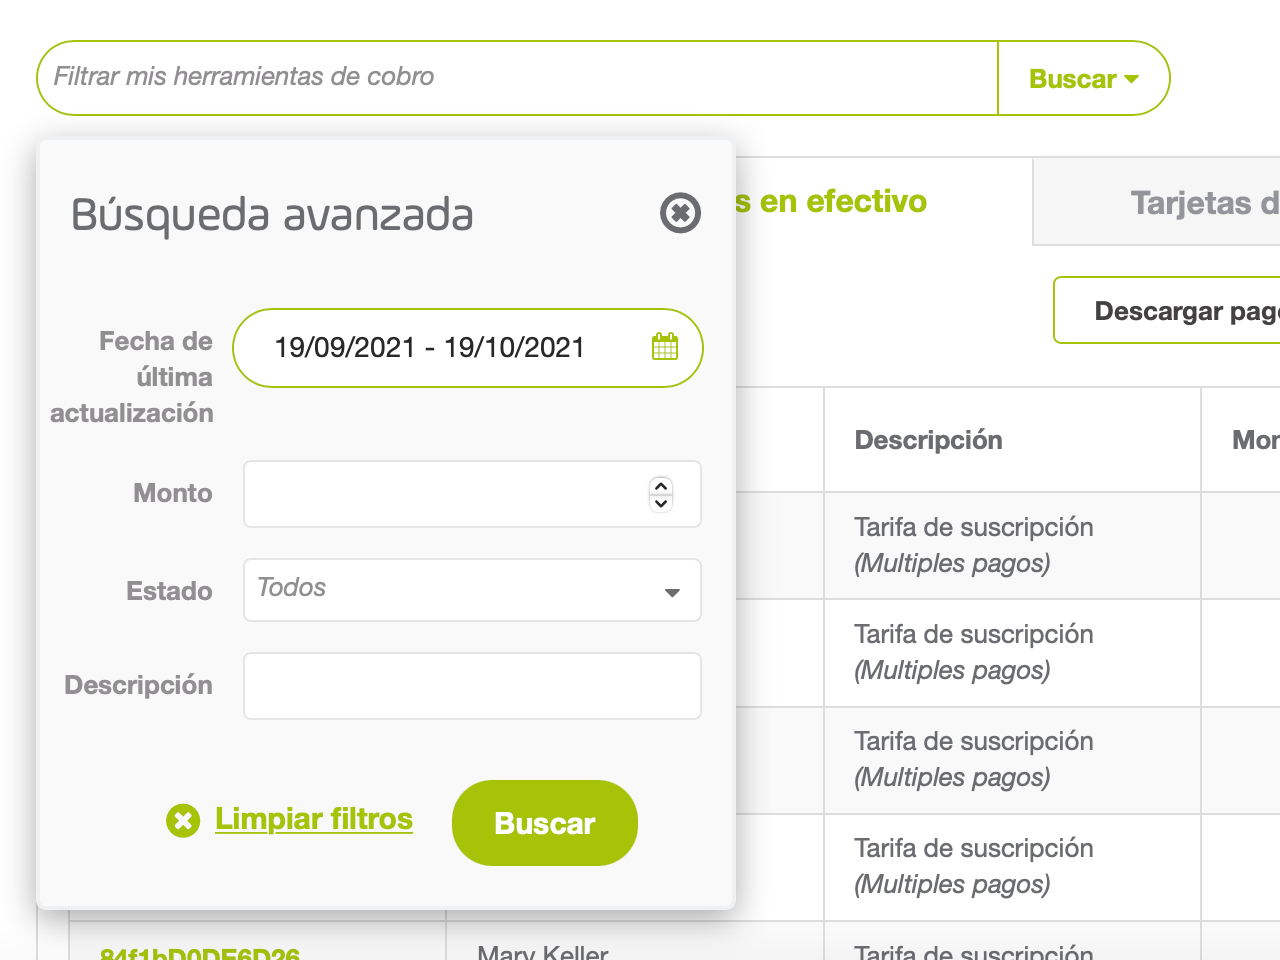 Filtrar mis herramientas de cobro
Buscar
Búsqueda avanzada
s en efectivo
Tarjetas d
Descargar pag
Fecha de
última
actualización
19/09/2021 - 19/10/2021
Monto
Estado
Todos
Descripción
Limpiar filtros
Buscar
Descripción
Mon
Tarifa de suscripción
(Multiples pagos)
Tarifa de suscripción
(Multiples pagos)
Tarifa de suscripción
(Multiples pagos)
Tarifa de suscripción
(Multiples pagos)
84f1bD0DE6D26
Mary Keller
Tarifa de suscripción